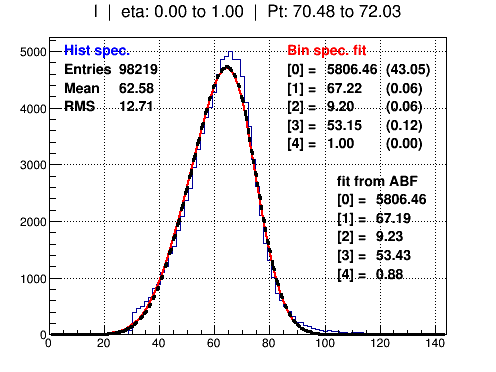 I | eta: 0.00 to 1.00 | Pt: 70.48 to 72.03
Hist spec.
Entries 98219
Mean 62.58
RMS 12.71
Bin spec. fit
[0] = 5806.46 (43.05)
[1] = 67.22 (0.06)
[2] = 9.20 (0.06)
[3] = 53.15 (0.12)
[4] = 1.00 (0.00)
fit from ABF
[0] = 5806.46
[1] = 67.19
[2] = 9.23
[3] = 53.43
[4] = 0.88
5000
4000
3000
2000
1000
0
0 20 40 60 80 100 120 140